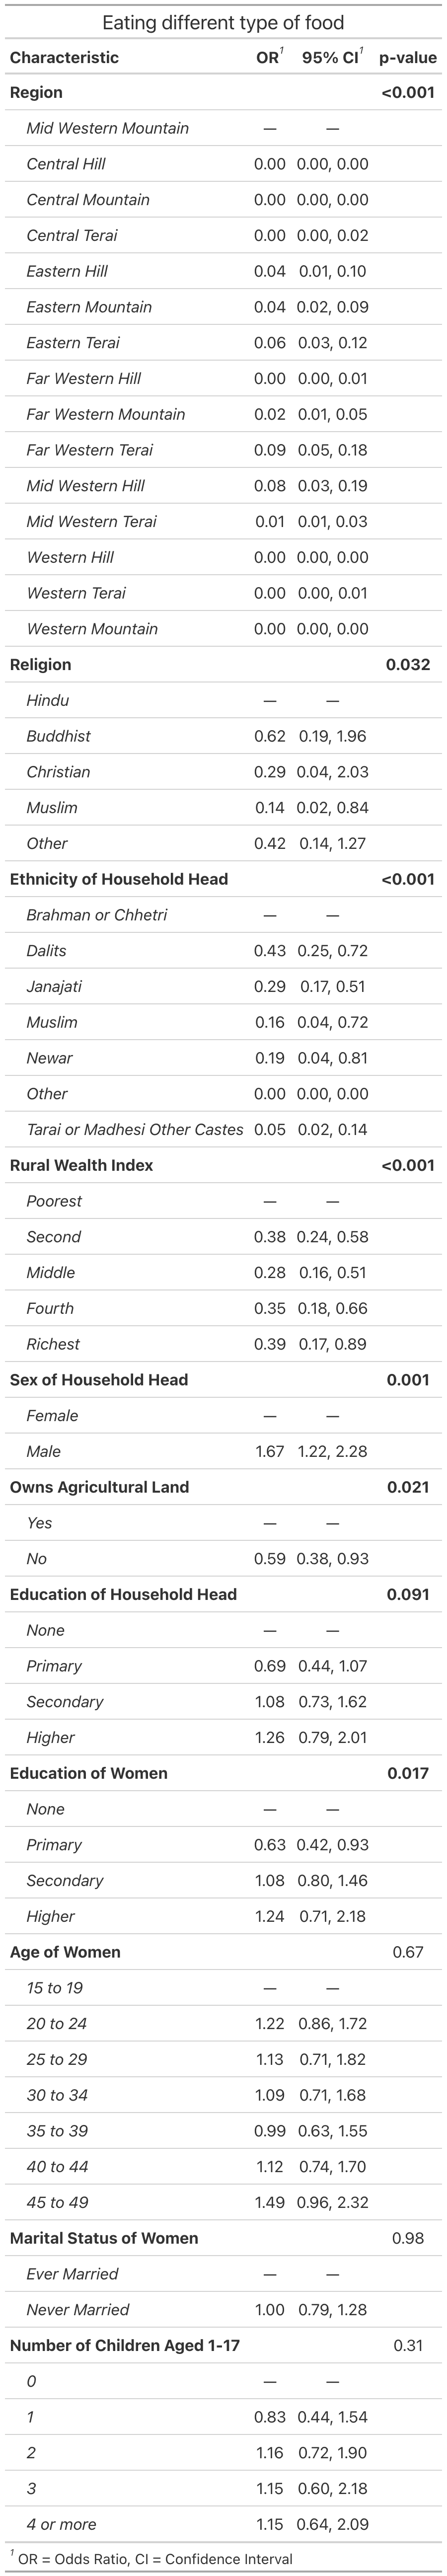 Eating different type of food
Characteristic OR1 95% CI1 p-value
Region <0.001
Mid Western Mountain — —
Central Hill 0.00 0.00, 0.00
Central Mountain 0.00 0.00, 0.00
Central Terai 0.00 0.00, 0.02
Eastern Hill 0.04 0.01, 0.10
Eastern Mountain 0.04 0.02, 0.09
Eastern Terai 0.06 0.03, 0.12
Far Western Hill 0.00 0.00, 0.01
Far Western Mountain 0.02 0.01, 0.05
Far Western Terai 0.09 0.05, 0.18
Mid Western Hill 0.08 0.03, 0.19
Mid Western Terai 0.01 0.01, 0.03
Western Hill 0.00 0.00, 0.00
Western Terai 0.00 0.00, 0.01
Western Mountain 0.00 0.00, 0.00
Religion 0.032
Hindu — —
Buddhist 0.62 0.19, 1.96
Christian 0.29 0.04, 2.03
Muslim 0.14 0.02, 0.84
Other 0.42 0.14, 1.27
Ethnicity of Household Head <0.001
Brahman or Chhetri — —
Dalits 0.43 0.25, 0.72
Janajati 0.29 0.17, 0.51
Muslim 0.16 0.04, 0.72
Newar 0.19 0.04, 0.81
Other 0.00 0.00, 0.00
Tarai or Madhesi Other Castes 0.05 0.02, 0.14
Rural Wealth Index <0.001
Poorest — —
Second 0.38 0.24, 0.58
Middle 0.28 0.16, 0.51
Fourth 0.35 0.18, 0.66
Richest 0.39 0.17, 0.89
Sex of Household Head 0.001
Female — —
Male 1.67 1.22, 2.28
Owns Agricultural Land 0.021
Yes — —
No 0.59 0.38, 0.93
Education of Household Head 0.091
None — —
Primary 0.69 0.44, 1.07
Secondary 1.08 0.73, 1.62
Higher 1.26 0.79, 2.01
Education of Women 0.017
None — —
Primary 0.63 0.42, 0.93
Secondary 1.08 0.80, 1.46
Higher 1.24 0.71, 2.18
Age of Women 0.67
15 to 19 — —
20 to 24 1.22 0.86, 1.72
25 to 29 1.13 0.71, 1.82
30 to 34 1.09 0.71, 1.68
35 to 39 0.99 0.63, 1.55
40 to 44 1.12 0.74, 1.70
45 to 49 1.49 0.96, 2.32
Marital Status of Women 0.98
Ever Married — —
Never Married 1.00 0.79, 1.28
Number of Children Aged 1-17 0.31
0 — —
1 0.83 0.44, 1.54
2 1.16 0.72, 1.90
3 1.15 0.60, 2.18
4 or more 1.15 0.64, 2.09
1 OR = Odds Ratio, CI = Confidence Interval